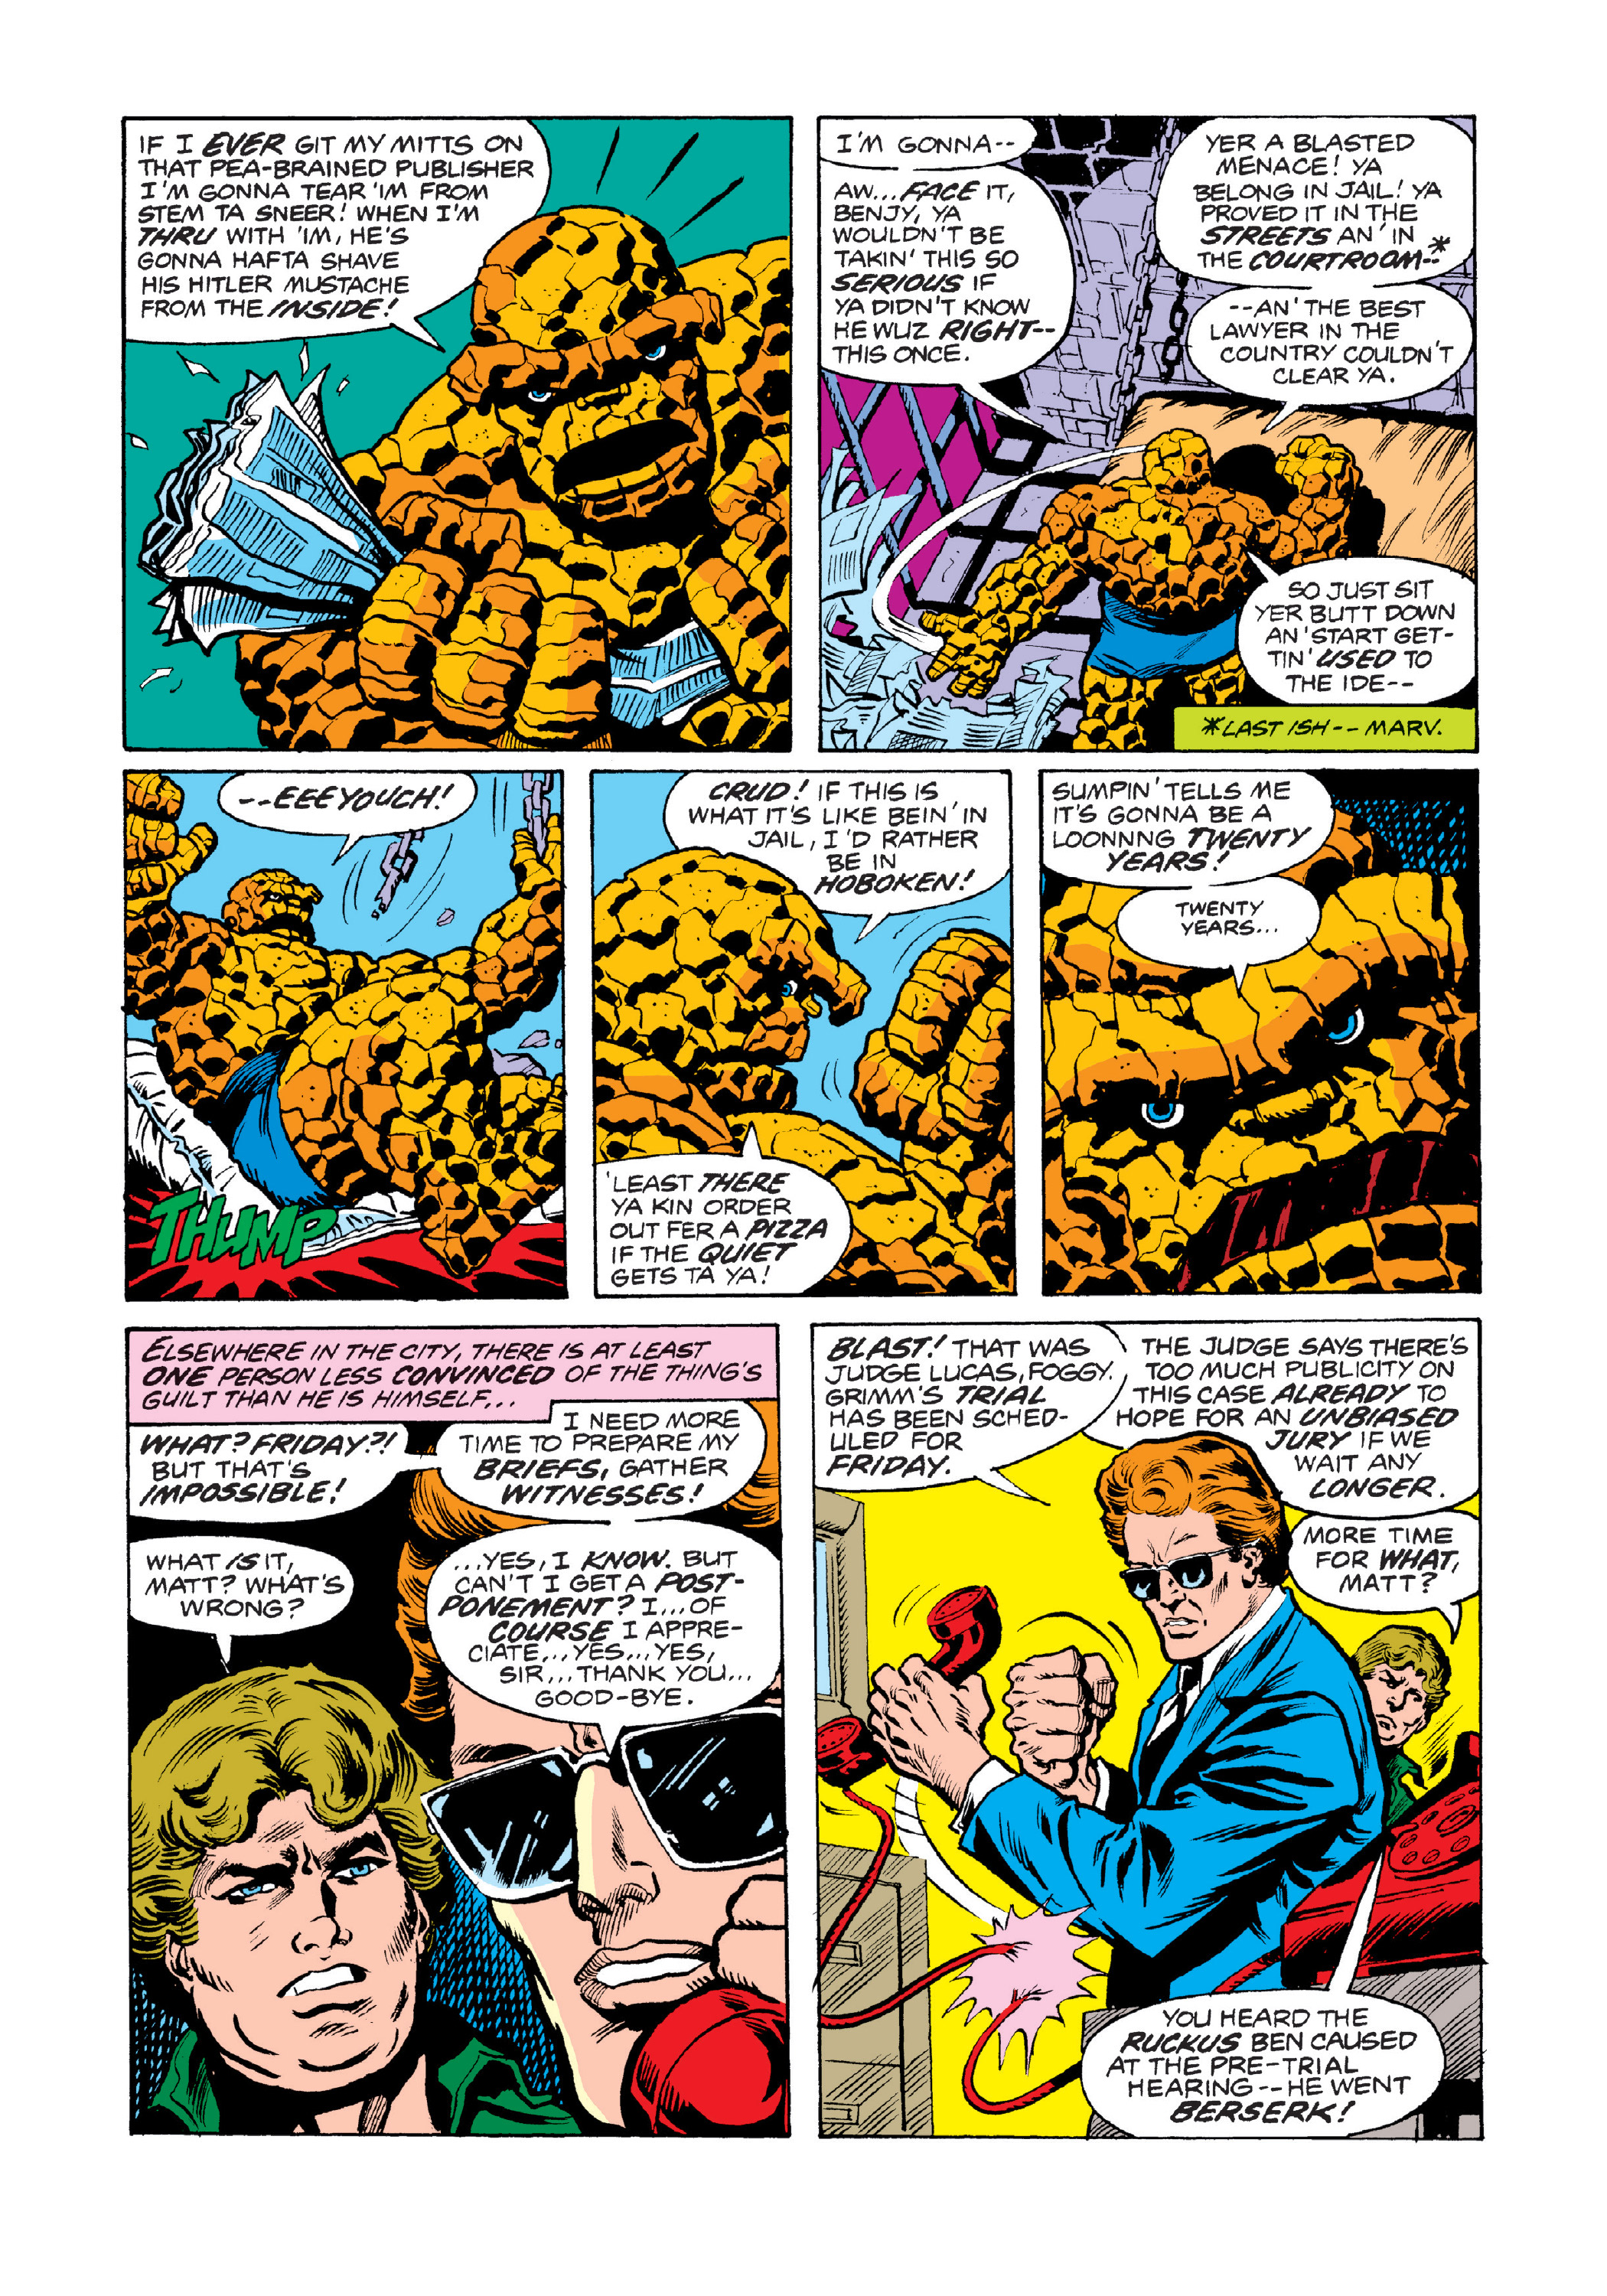 IF I EVER GIT MY MITTS ON
THAT PEA-BRAINED PUBLISHER
I'M GONNA TEAR 'IM FROM
STEM TA SNEER! WHEN I'M
THRU WITH 'IM, HE'S
GONNA HAFTA SHAVE
HIS HITLER MUSTACHE
FROM THE INSIDE!
I'M GONNA--
AW...FACE IT,
BENJY, YA
WOULDN'T BE
TAKIN' THIS SO
SERIOUS IF
YA DIDN'T KNOW
HE WUZ RIGHT--
THIS ONCE.
YER A BLASTED
MENACE! YA
BELONG IN JAIL! YA
PROVED IT IN THE
STREETS AN' IN
THE COURTROOM--*
--AN' THE BEST
LAWYER IN THE
COUNTRY COULDN'T
CLEAR YA.
SO JUST SIT
YER BUTT DOWN
AN' START GET-
TIN' USED TO
THE IDE--
*LAST ISH-- MARV.
--EEEYOUCH!
THUMP
CRUD! IF THIS IS
WHAT IT'S LIKE BEIN' IN
JAIL, I'D RATHER
BE IN
HOBOKEN!
'LEAST THERE
YA KIN ORDER
OUT FER A PIZZA
IF THE QUIET
GETS TA YA!
SUMPIN' TELLS ME
IT'S GONNA BE A
LOONNNG TWENTY
YEARS!
TWENTY
YEARS...
ELSEWHERE IN THE CITY, THERE IS AT LEAST
ONE PERSON LESS CONVINCED OF THE THING'S
GUILT THAN HE IS HIMSELF...
WHAT? FRIDAY?!
BUT THAT'S
IMPOSSIBLE!
I NEED MORE
TIME TO PREPARE MY
BRIEFS, GATHER
WITNESSES!
WHAT IS IT,
MATT? WHAT'S
WRONG?
...YES, I KNOW. BUT
CAN'T I GET A POST-
PONEMENT? I...OF
COURSE I APPRE-
CIATE...YES...YES,
SIR...THANK YOU...
GOOD-BYE.
BLAST! THAT WAS
JUDGE LUCAS, FOGGY.
GRIMM'S TRIAL
HAS BEEN SCHED-
ULED FOR
FRIDAY.
THE JUDGE SAYS THERE'S
TOO MUCH PUBLICITY ON
THIS CASE ALREADY TO
HOPE FOR AN UNBIASED
JURY IF WE
WAIT ANY
LONGER.
MORE TIME
FOR WHAT,
MATT?
YOU HEARD THE
RUCKUS BEN CAUSED
AT THE PRE-TRIAL
HEARING--HE WENT
BERSERK!